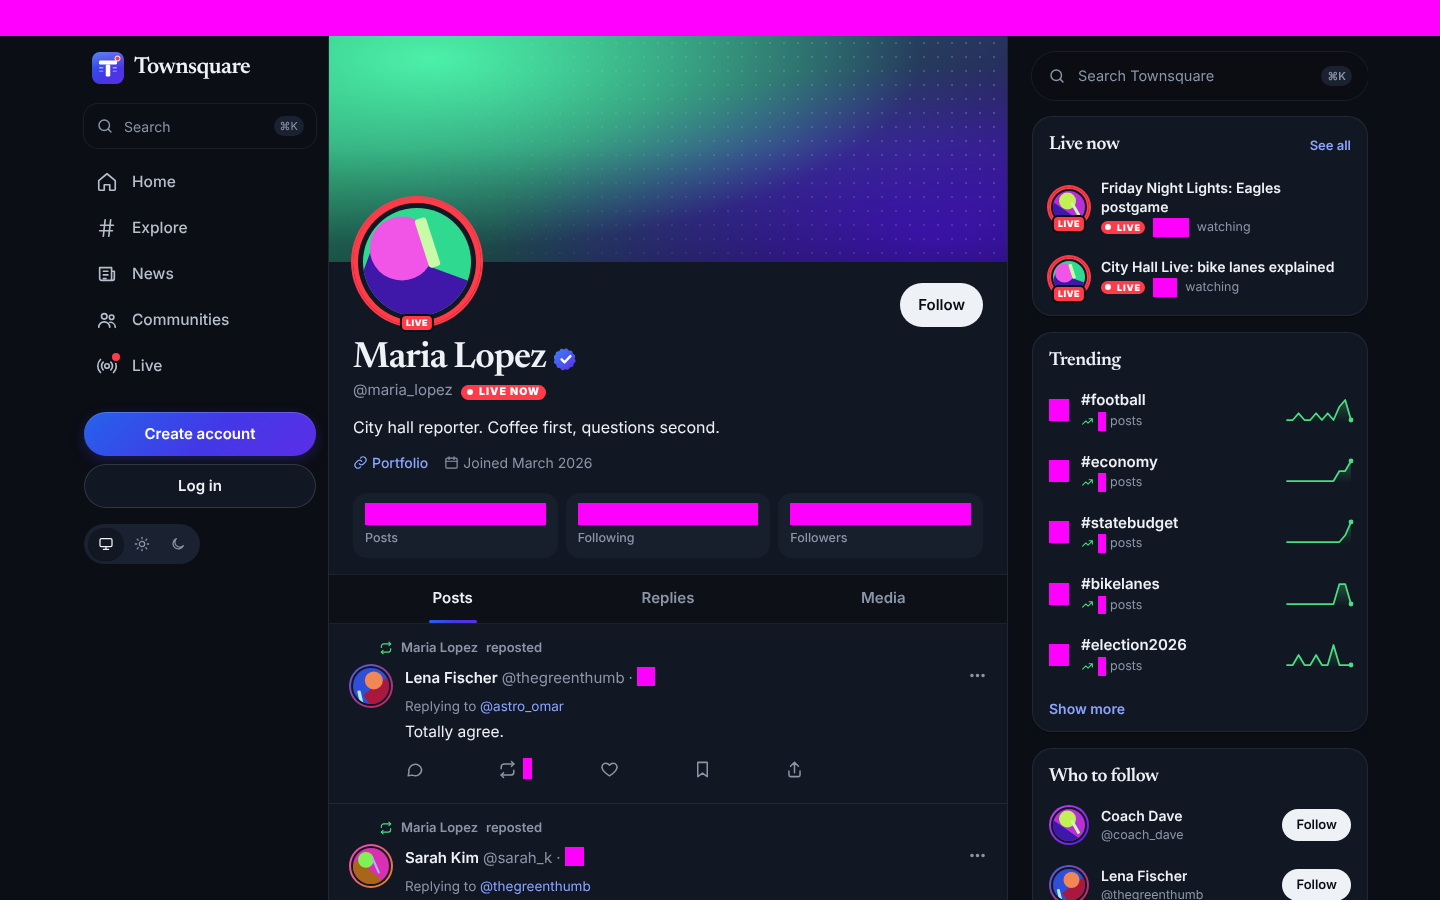 Townsquare
Search ⌘K
Home
Explore
News
Communities
Live
Create account
Log in
LIVE
Follow
Maria Lopez
@maria_lopez LIVE NOW
City hall reporter. Coffee first, questions second.
Portfolio Joined March 2026
Posts Following Followers
Posts Replies Media
Maria Lopez reposted
Lena Fischer @thegreenthumb ·
Replying to @astro_omar
Totally agree.
Maria Lopez reposted
Sarah Kim @sarah_k ·
Replying to @thegreenthumb
Search Townsquare ⌘K
Live now See all
Friday Night Lights: Eagles
postgame
LIVE LIVE watching
City Hall Live: bike lanes explained
LIVE LIVE watching
Trending
#football
posts
#economy
posts
#statebudget
posts
#bikelanes
posts
#election2026
posts
Show more
Who to follow
Coach Dave
@coach_dave
Follow
Lena Fischer
@thegreenthumb
Follow